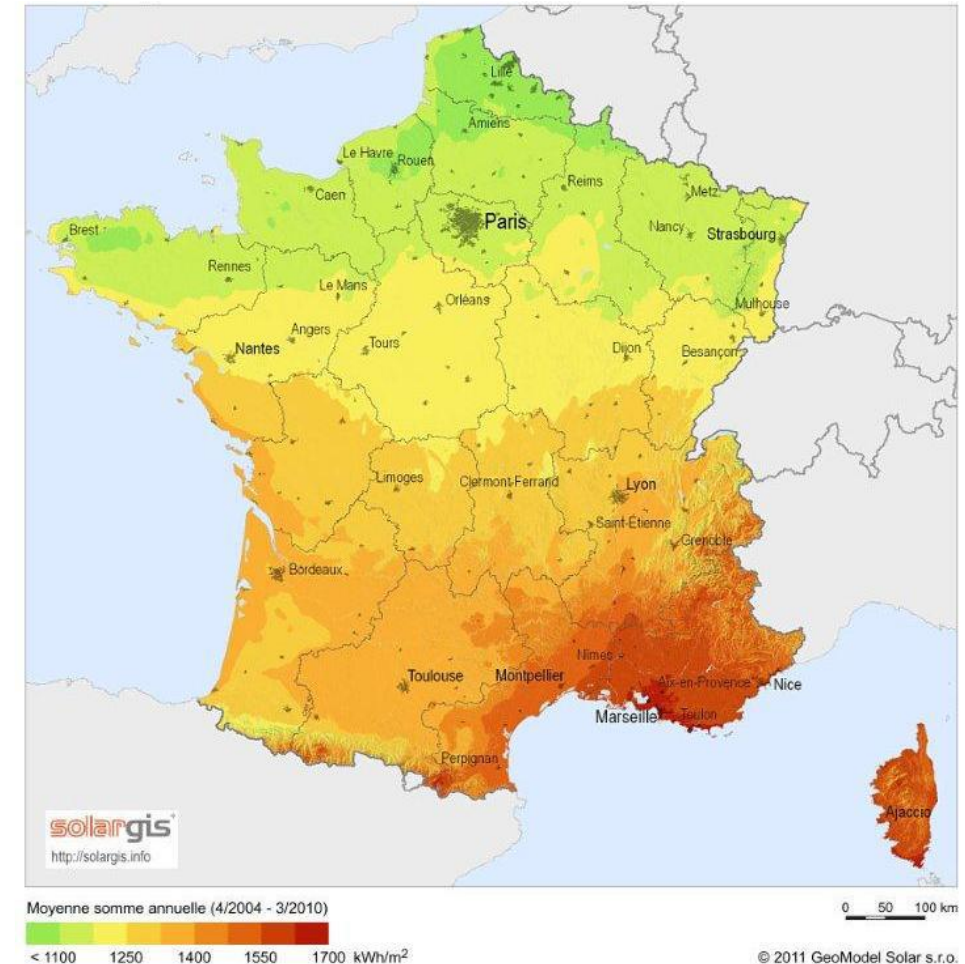 Lille
Amiens
Le Havre
Rouen
Caen
Reims
Metz
Paris
Nancy
Strasbourg
Brest
Rennes
Le Mans
Orléans
Mulhouse
Angers
Nantes
Tours
Dijon
Besançon
Limoges
Clermont-Ferrand
Lyon
Saint-Etienne
Grenoble
Bordeaux
Toulouse
Montpellier
Nimes
Aix-en-Provence
Nice
Marseille
Toulon
Perpignan
Ajaccio
solargis
http://solargis.info
Moyenne somme annuelle (4/2004 - 3/2010)
0 50 100 km
< 1100 1250 1400 1550 1700 kWh/m²
© 2011 GeoModel Solar s.r.o.